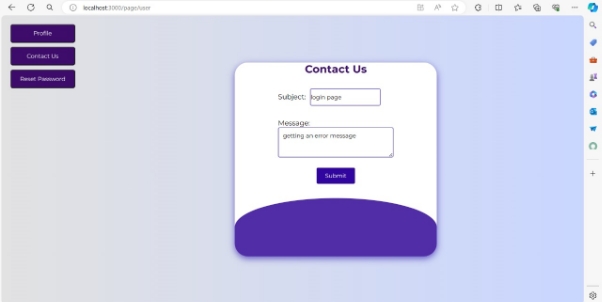 localhost:3000/page/user
Profile
Contact Us
Reset Password
Contact Us
Subject: login page
Message:
getting an error message
Submit